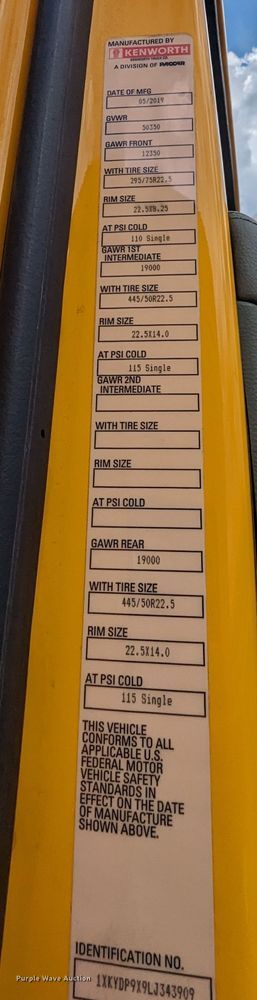 MANUFACTURED BY
KENWORTH
KENWORTH TRUCK CO.
A DIVISION OF PACCAR
DATE OF MFG
05/2019
GVWR
50350
GAWR FRONT
12350
WITH TIRE SIZE
295/75R22.5
RIM SIZE
22.5X8.25
AT PSI COLD
110 Single
GAWR 1ST
INTERMEDIATE
19000
WITH TIRE SIZE
445/50R22.5
RIM SIZE
22.5X14.0
AT PSI COLD
115 Single
GAWR 2ND
INTERMEDIATE
WITH TIRE SIZE
RIM SIZE
AT PSI COLD
GAWR REAR
19000
WITH TIRE SIZE
445/50R22.5
RIM SIZE
22.5X14.0
AT PSI COLD
115 Single
THIS VEHICLE
CONFORMS TO ALL
APPLICABLE U.S.
FEDERAL MOTOR
VEHICLE SAFETY
STANDARDS IN
EFFECT ON THE DATE
OF MANUFACTURE
SHOWN ABOVE.
IDENTIFICATION NO.
1XKYDP9X9LJ343909
Purple Wave Auction